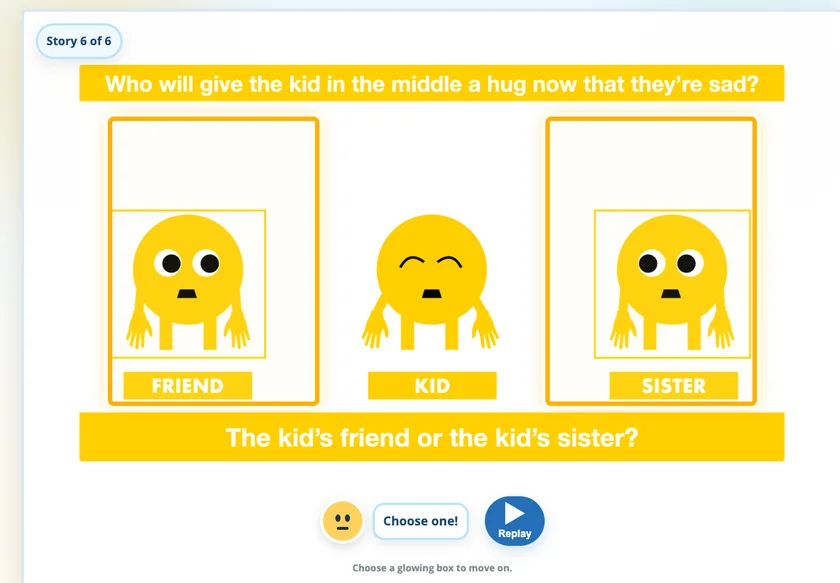 Story 6 of 6
Who will give the kid in the middle a hug now that they’re sad?
FRIEND
KID
SISTER
The kid’s friend or the kid’s sister?
Choose one!
Replay
Choose a glowing box to move on.